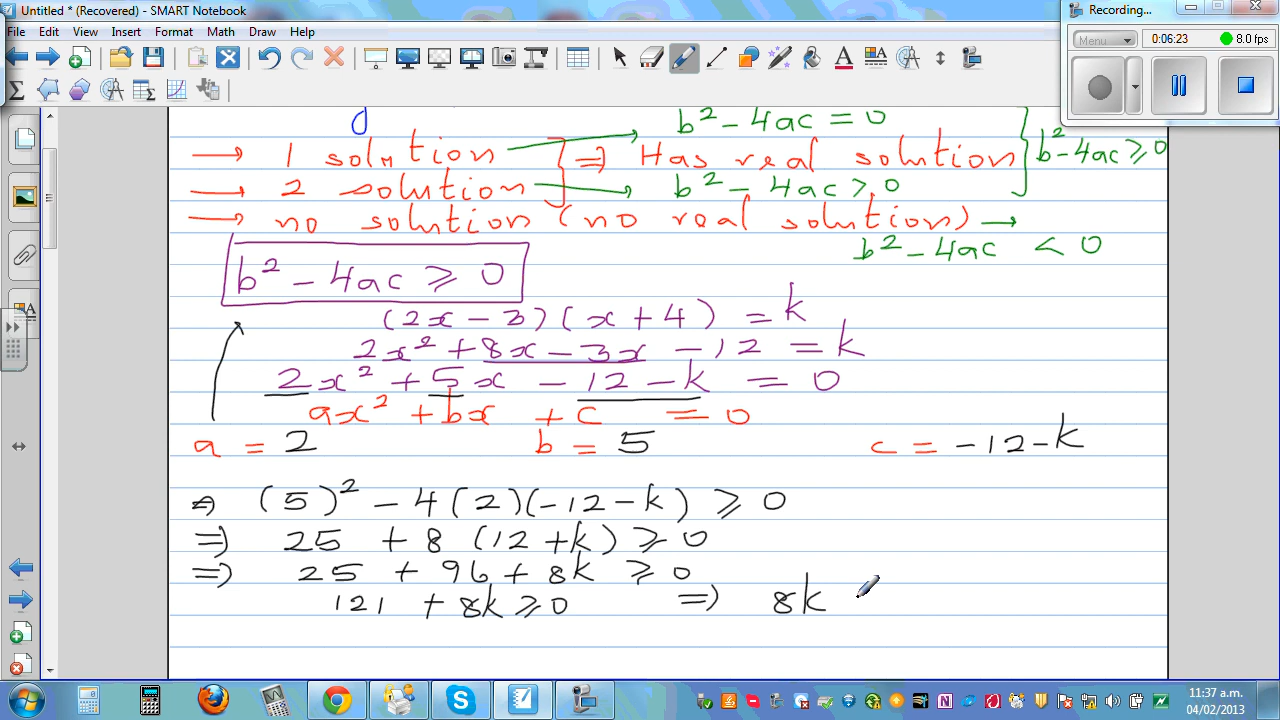 Untitled * (Recovered) - SMART Notebook
Recording...
File Edit View Insert Format Math Draw Help
Menu 0:06:23 8.0 fps
b² - 4ac = 0
→ 1 solution ⇒ Has real solution b² - 4ac ≥ 0
→ 2 solution → b² - 4ac > 0
→ no solution (no real solution) →
b² - 4ac < 0
b² - 4ac ≥ 0
(2x - 3)(x + 4) = k
2x² + 8x - 3x - 12 = k
2x² + 5x - 12 - k = 0
ax² + bx + c = 0
a = 2 b = 5 c = -12 - k
⇒ (5)² - 4(2)(-12 - k) ≥ 0
⇒ 25 + 8 (12 + k) ≥ 0
⇒ 25 + 96 + 8k ≥ 0
121 + 8k ≥ 0 ⇒ 8k
11:37 a.m.
04/02/2013